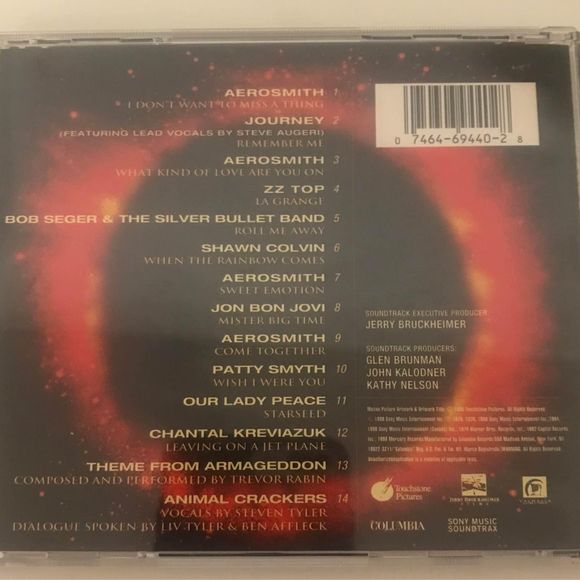 AEROSMITH 1
I DON'T WANT TO MISS A THING
JOURNEY 2
(FEATURING LEAD VOCALS BY STEVE AUGERI)
REMEMBER ME
AEROSMITH 3
WHAT KIND OF LOVE ARE YOU ON
ZZ TOP 4
LA GRANGE
BOB SEGER & THE SILVER BULLET BAND 5
ROLL ME AWAY
SHAWN COLVIN 6
WHEN THE RAINBOW COMES
AEROSMITH 7
SWEET EMOTION
JON BON JOVI 8
MISTER BIG TIME
AEROSMITH 9
COME TOGETHER
PATTY SMYTH 10
WISH I WERE YOU
OUR LADY PEACE 11
STARSEED
CHANTAL KREVIAZUK 12
LEAVING ON A JET PLANE
THEME FROM ARMAGEDDON 13
COMPOSED AND PERFORMED BY TREVOR RABIN
ANIMAL CRACKERS 14
VOCALS BY STEVEN TYLER
DIALOGUE SPOKEN BY LIV TYLER & BEN AFFLECK
0 74646-9440-2 8
SOUNDTRACK EXECUTIVE PRODUCER:
JERRY BRUCKHEIMER
SOUNDTRACK PRODUCERS:
GLEN BRUNMAN
JOHN KALODNER
KATHY NELSON
Touchstone
Pictures
JERRY BRUCKHEIMER
FILMS
VALHALLA
COLUMBIA
SONY MUSIC
SOUNDTRAX